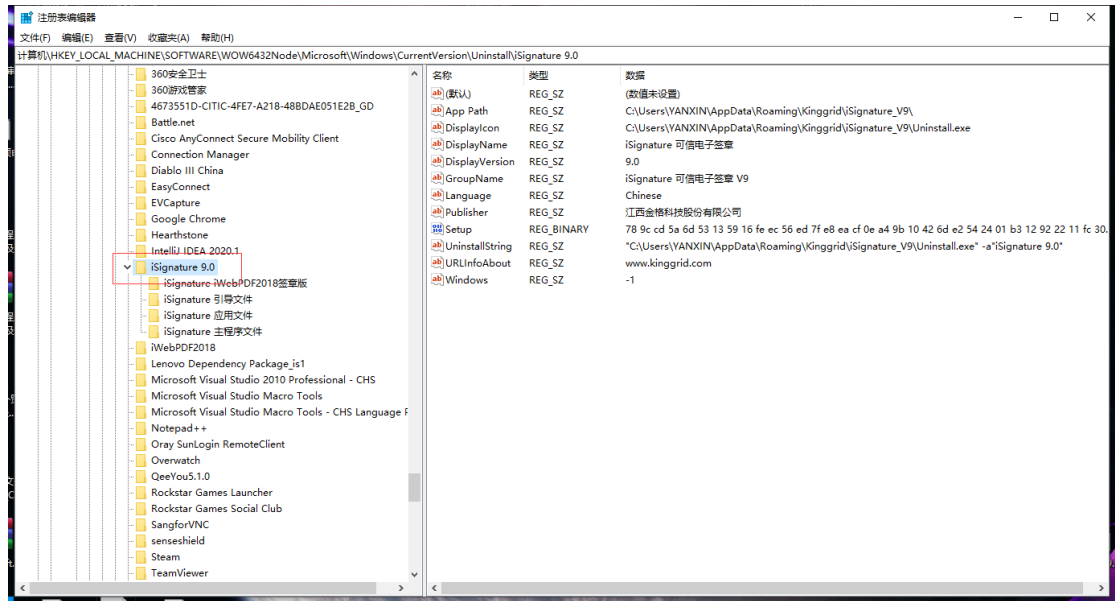 注册表编辑器
文件(F) 编辑(E) 查看(V) 收藏夹(A) 帮助(H)
计算机\HKEY_LOCAL_MACHINE\SOFTWARE\WOW6432Node\Microsoft\Windows\CurrentVersion\Uninstall\iSignature 9.0
360安全卫士
360游戏管家
4673551D-CITIC-4FE7-A218-48BDAE051E2B_GD
Battle.net
Cisco AnyConnect Secure Mobility Client
Connection Manager
Diablo III China
EasyConnect
EVCapture
Google Chrome
Hearthstone
IntelliJ IDEA 2020.1
iSignature 9.0
iSignature iWebPDF2018签章版
iSignature 引导文件
iSignature 应用文件
iSignature 主程序文件
iWebPDF2018
Lenovo Dependency Package_is1
Microsoft Visual Studio 2010 Professional - CHS
Microsoft Visual Studio Macro Tools
Microsoft Visual Studio Macro Tools - CHS Language
Notepad++
Oray SunLogin RemoteClient
Overwatch
QeeYou5.1.0
Rockstar Games Launcher
Rockstar Games Social Club
SangforVNC
senseshield
Steam
TeamViewer
名称 类型 数据
(默认) REG_SZ (数值未设置)
App Path REG_SZ C:\Users\YANXIN\AppData\Roaming\Kinggrid\iSignature_V9\
DisplayIcon REG_SZ C:\Users\YANXIN\AppData\Roaming\Kinggrid\iSignature_V9\Uninstall.exe
DisplayName REG_SZ iSignature 可信电子签章
DisplayVersion REG_SZ 9.0
GroupName REG_SZ iSignature 可信电子签章 V9
Language REG_SZ Chinese
Publisher REG_SZ 江西金格科技股份有限公司
Setup REG_BINARY 78 9c cd 5a 6d 53 13 59 16 fe ec 56 ed 7f e8 ea cf 0e a4 9b 10 42 6d e2 54 24 01 b3 12 92 22 11 fc 30...
UninstallString REG_SZ "C:\Users\YANXIN\AppData\Roaming\Kinggrid\iSignature_V9\Uninstall.exe" -a"iSignature 9.0"
URLInfoAbout REG_SZ www.kinggrid.com
Windows REG_SZ -1